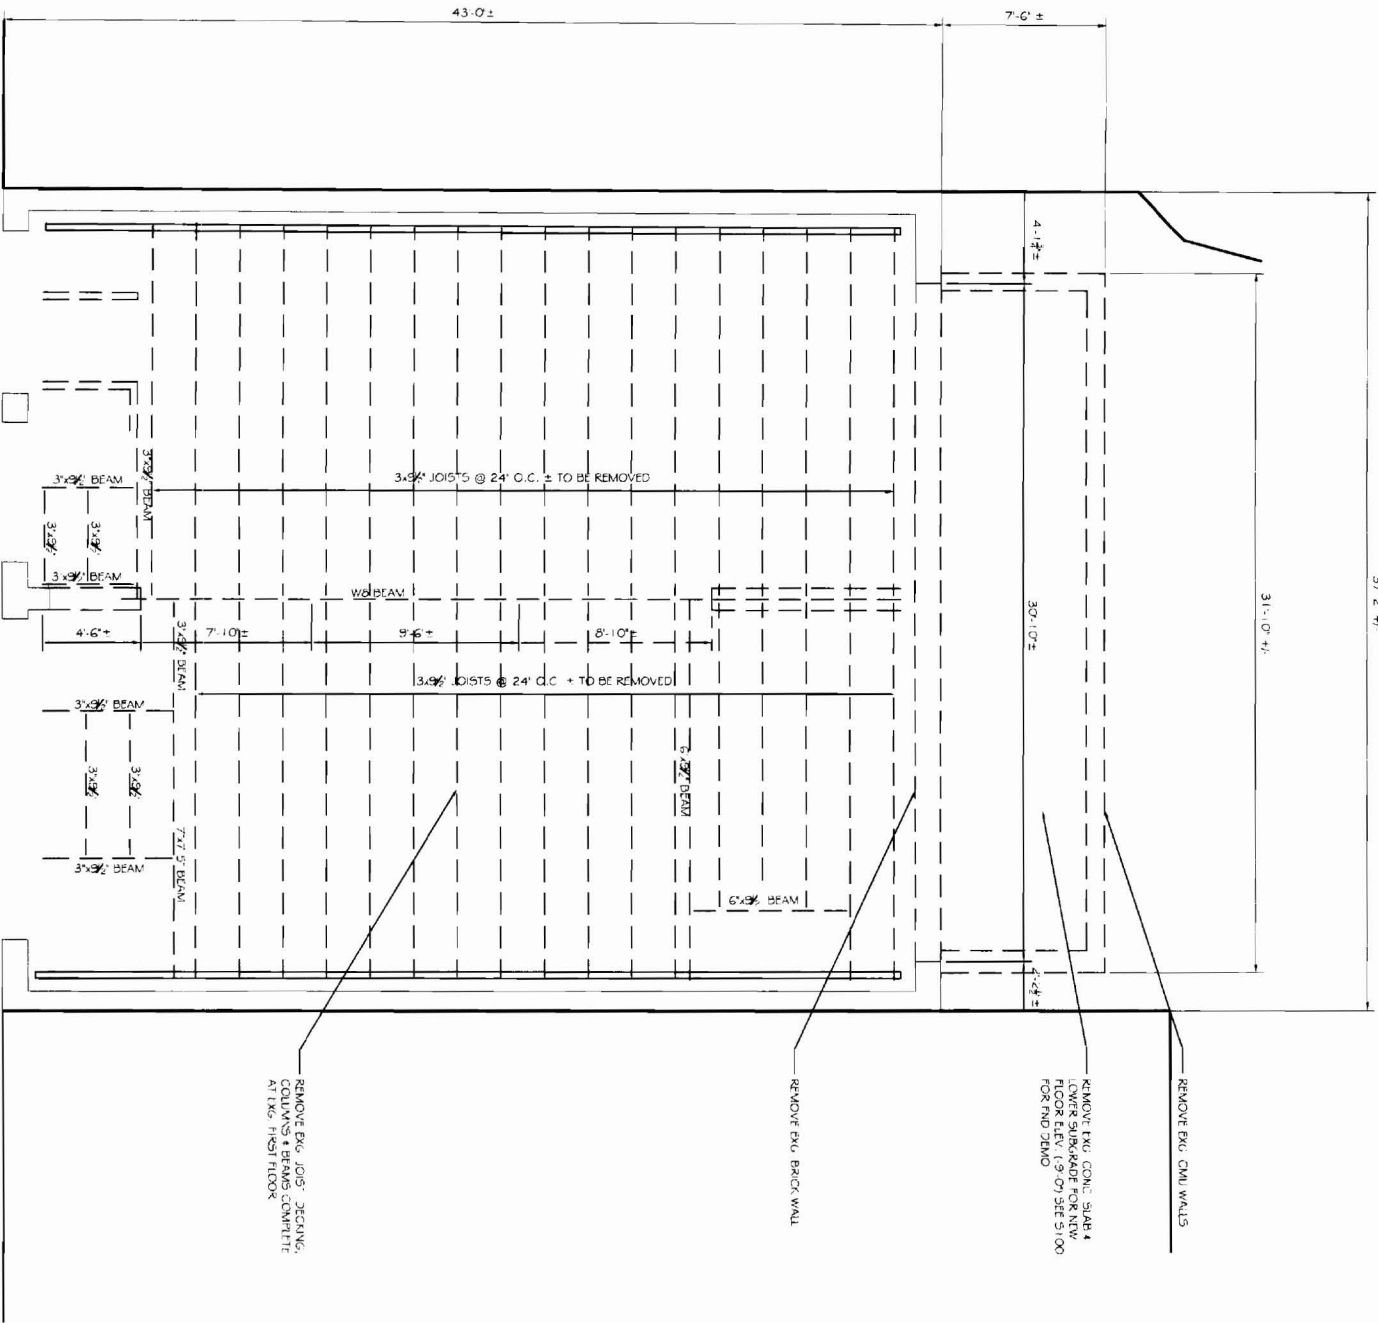 43'-0"±
7'-6" ±
4'-1¾"±
31'-10" +/-
30'-10"±
3"x9½" BEAM
3"x9½" BEAM
3x9½" JOISTS @ 24" O.C. ± TO BE REMOVED
3"x9½"
3"x9½"
3"x9½" BEAM
W8 BEAM
4'-6"±
7'-10"±
9'-6"±
8'-10"±
3"x9½" BEAM
3x9½" JOISTS @ 24" O.C. ± TO BE REMOVED
3"x9½" BEAM
3"x9½"
3"x9½"
6"x9½" BEAM
7"x7.5" BEAM
3"x9½" BEAM
6"x9½" BEAM
REMOVE EXG. JOIST DECKING,
COLUMNS & BEAMS COMPLETE
AT EXG. FIRST FLOOR
REMOVE EXG. BRICK WALL
REMOVE EXG. CONC. SLAB &
LOWER SUBGRADE FOR NEW
FLOOR ELEV. (-9'-0") SEE S100
FOR FND DEMO
REMOVE EXG. CMU WALLS